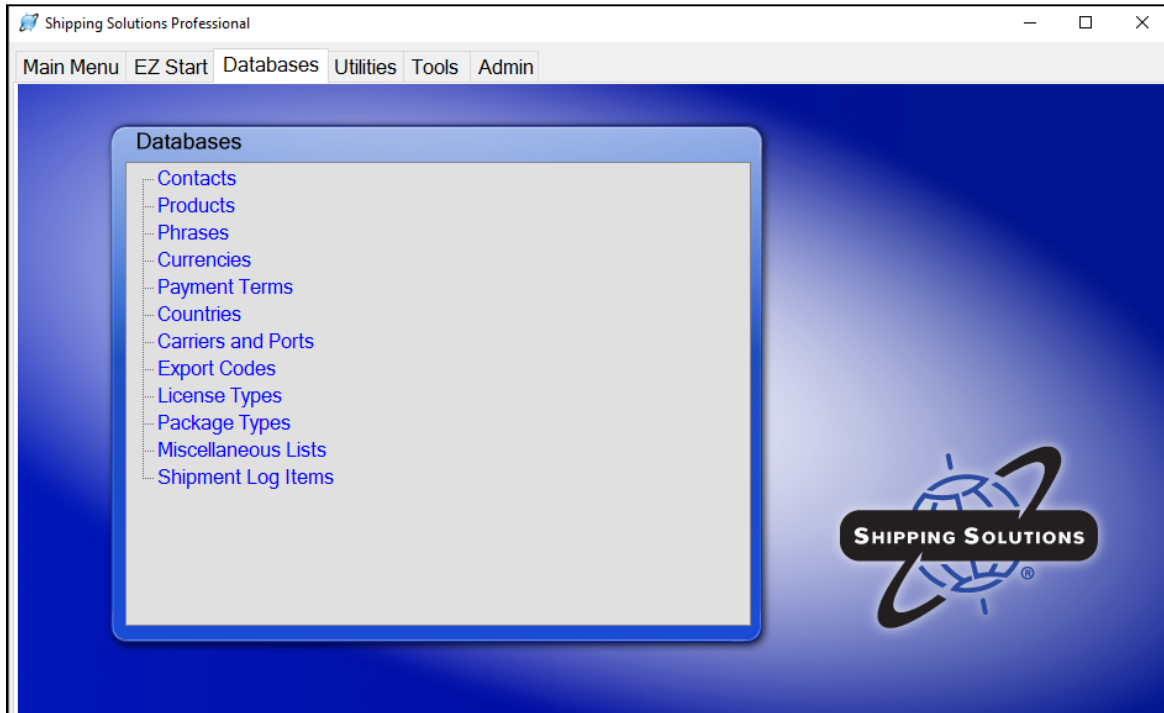 Shipping Solutions Professional
Main Menu EZ Start Databases Utilities Tools Admin
Databases
Contacts
Products
Phrases
Currencies
Payment Terms
Countries
Carriers and Ports
Export Codes
License Types
Package Types
Miscellaneous Lists
Shipment Log Items
SHIPPING SOLUTIONS
®